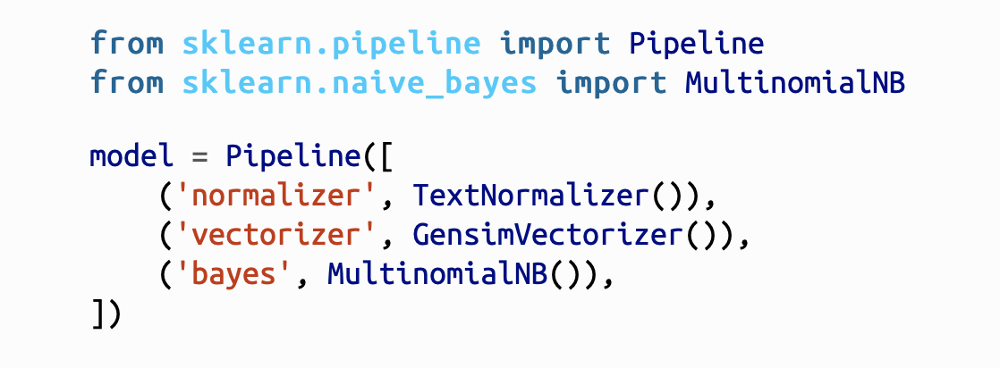 from sklearn.pipeline import Pipeline
from sklearn.naive_bayes import MultinomialNB
model = Pipeline([
    ('normalizer', TextNormalizer()),
    ('vectorizer', GensimVectorizer()),
    ('bayes', MultinomialNB()),
])